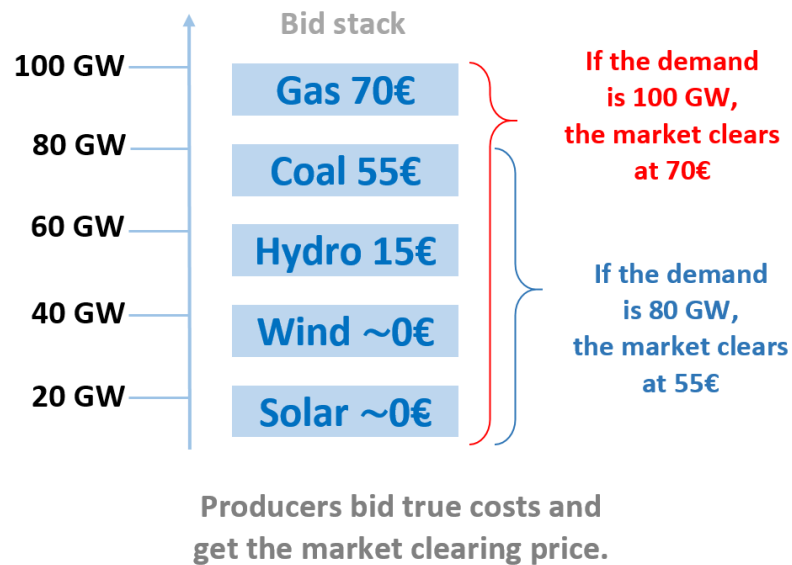 Bid stack
100 GW
Gas 70€
If the demand
is 100 GW,
the market clears
at 70€
80 GW
Coal 55€
60 GW
Hydro 15€
If the demand
is 80 GW,
the market clears
at 55€
40 GW
Wind ~0€
20 GW
Solar ~0€
Producers bid true costs and
get the market clearing price.